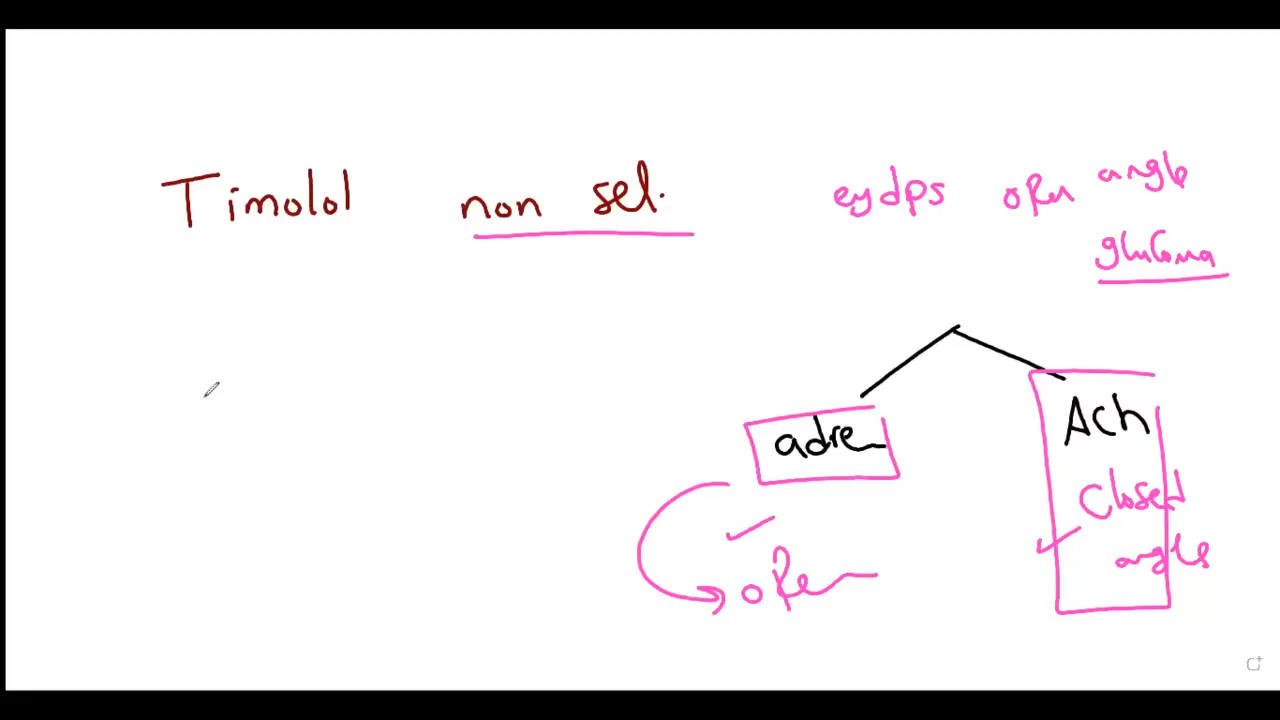 Timolol non sel. eydps open angle
glucoma
adre Ach
Closed
angle
open